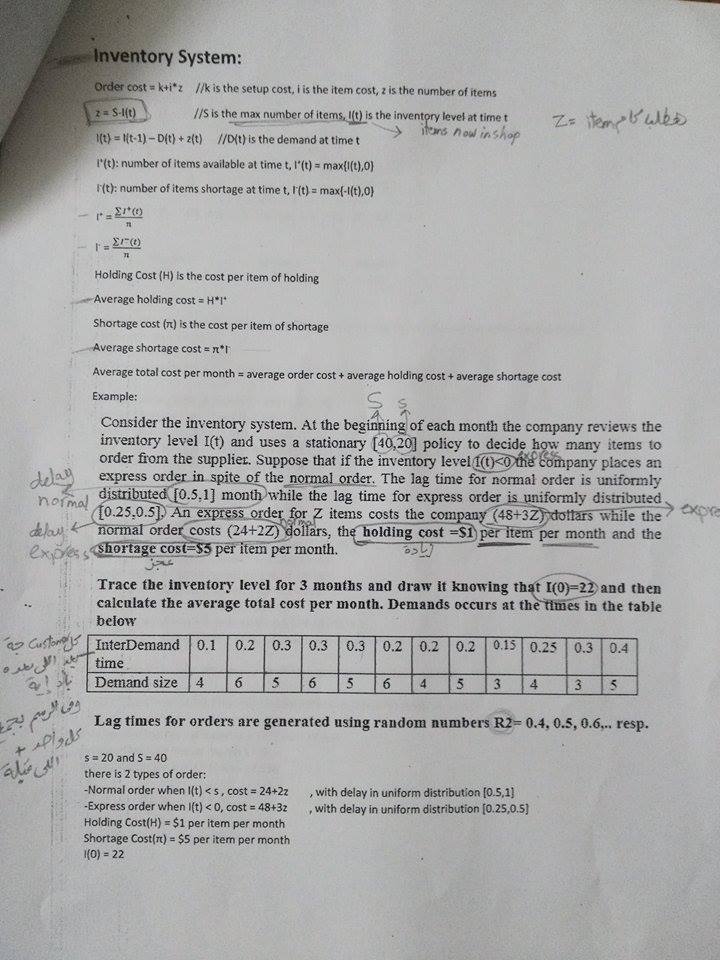 Inventory System:
Order cost = k+i*z //k is the setup cost, i is the item cost, z is the number of items
z = S-I(t) //S is the max number of items, I(t) is the inventory level at time t
items now in shop
Z= item
I(t) = I(t-1) – D(t) + z(t) //D(t) is the demand at time t
I⁺(t): number of items available at time t, I⁺(t) = max{I(t),0}
I⁻(t): number of items shortage at time t, I⁻(t) = max{-I(t),0}
I⁺ = ΣI⁺(t)/n
I⁻ = ΣI⁻(t)/n
Holding Cost (H) is the cost per item of holding
Average holding cost = H*I⁺
Shortage cost (π) is the cost per item of shortage
Average shortage cost = π*I⁻
Average total cost per month = average order cost + average holding cost + average shortage cost
Example:
S s
Consider the inventory system. At the beginning of each month the company reviews the
inventory level I(t) and uses a stationary [40,20] policy to decide how many items to
express
order from the supplier. Suppose that if the inventory level I(t)<0 the company places an
express order in spite of the normal order. The lag time for normal order is uniformly
delay
normal
distributed [0.5,1] month while the lag time for express order is uniformly distributed
[0.25,0.5]. An express order for Z items costs the company (48+3Z) dollars while the
expre
delay
express
normal
normal order costs (24+2Z) dollars, the holding cost =$1 per item per month and the
زيادة
shortage cost=$5 per item per month.
عجز
Trace the inventory level for 3 months and draw it knowing that I(0)=22 and then
calculate the average total cost per month. Demands occurs at the times in the table
below
كل custom جه
InterDemand time 0.1 0.2 0.3 0.3 0.3 0.2 0.2 0.2 0.15 0.25 0.3 0.4
Demand size 4 6 5 6 5 6 4 5 3 4 3 5
Lag times for orders are generated using random numbers R2= 0.4, 0.5, 0.6,.. resp.
s = 20 and S = 40
there is 2 types of order:
-Normal order when I(t) < s , cost = 24+2z , with delay in uniform distribution [0.5,1]
-Express order when I(t) < 0, cost = 48+3z , with delay in uniform distribution [0.25,0.5]
Holding Cost(H) = $1 per item per month
Shortage Cost(π) = $5 per item per month
I(0) = 22